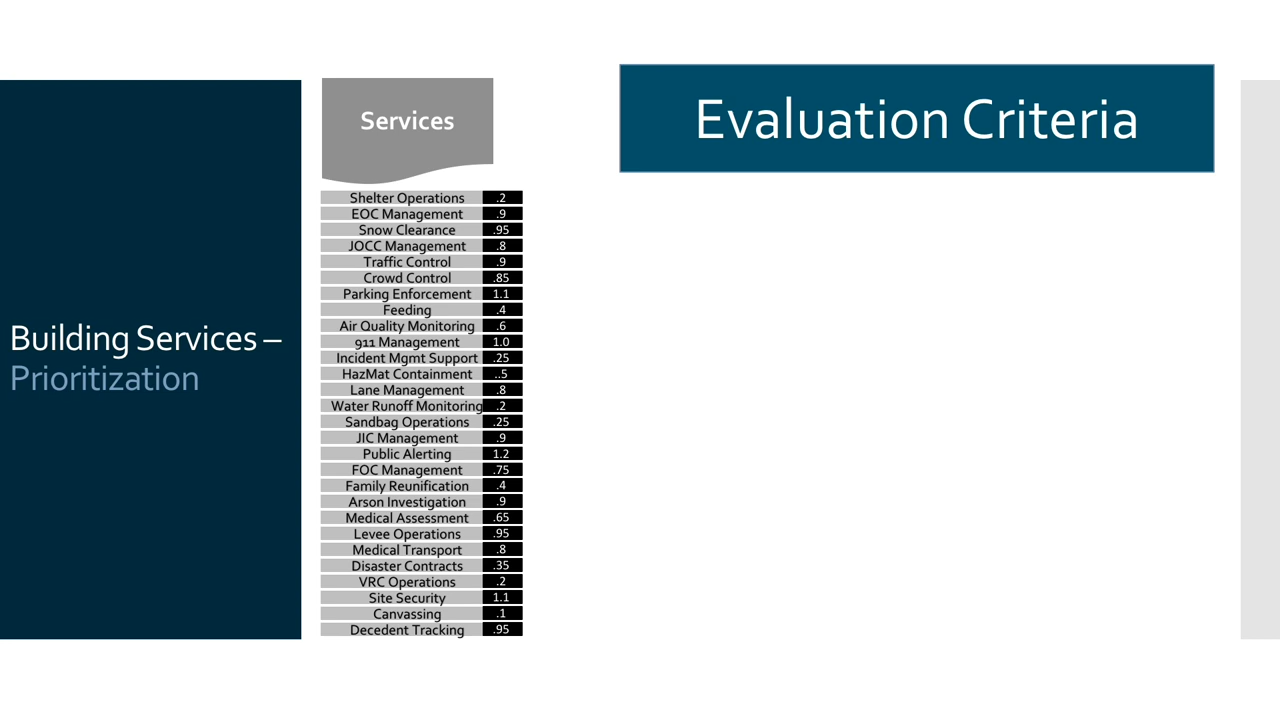 Building Services –
Prioritization
Services
Shelter Operations .2
EOC Management .9
Snow Clearance .95
JOCC Management .8
Traffic Control .9
Crowd Control .85
Parking Enforcement 1.1
Feeding .4
Air Quality Monitoring .6
911 Management 1.0
Incident Mgmt Support .25
HazMat Containment ..5
Lane Management .8
Water Runoff Monitoring .2
Sandbag Operations .25
JIC Management .9
Public Alerting 1.2
FOC Management .75
Family Reunification .4
Arson Investigation .9
Medical Assessment .65
Levee Operations .95
Medical Transport .8
Disaster Contracts .35
VRC Operations .2
Site Security 1.1
Canvassing .1
Decedent Tracking .95
Evaluation Criteria